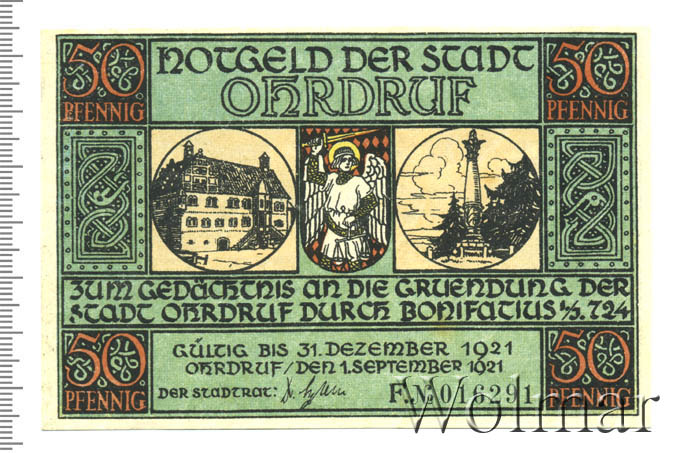 50 PFENNIG
NOTGELD DER STADT
OHRDRUF
50 PFENNIG
ZUM GEDÄCHTNIS AN DIE GRUENDUNG DER
STADT OHRDRUF DURCH BONIFATIUS i/J. 724
50 PFENNIG
GÜLTIG BIS 31. DEZEMBER 1921
OHRDRUF / DEN 1. SEPTEMBER 1921
DER STADTRAT:
F. № 016291
50 PFENNIG
Wolmar